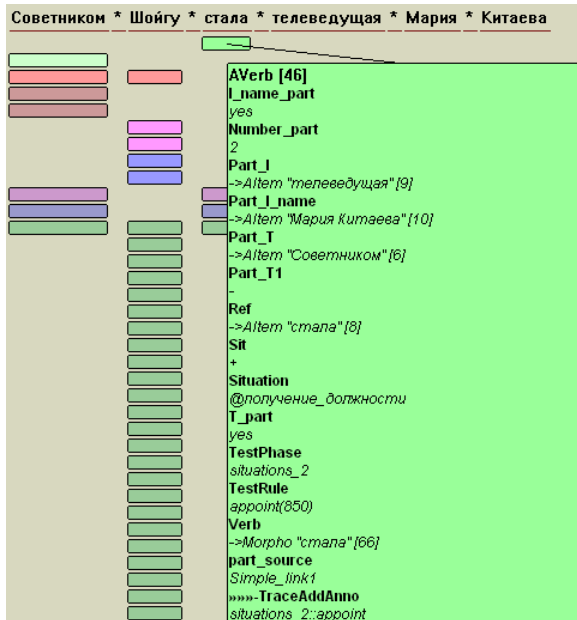 Советником * Шойгу * стала * телеведущая * Мария * Китаева
AVerb [46]
I_name_part
yes
Number_part
2
Part_I
->AItem "телеведущая" [9]
Part_I_name
->AItem "Мария Китаева" [10]
Part_T
->AItem "Советником" [6]
Part_T1
-
Ref
->AItem "стала" [8]
Sit
+
Situation
@получение_должности
T_part
yes
TestPhase
situations_2
TestRule
appoint(850)
Verb
->Morpho "стала" [66]
part_source
Simple_link1
»»»-TraceAddAnno
situations_2::appoint